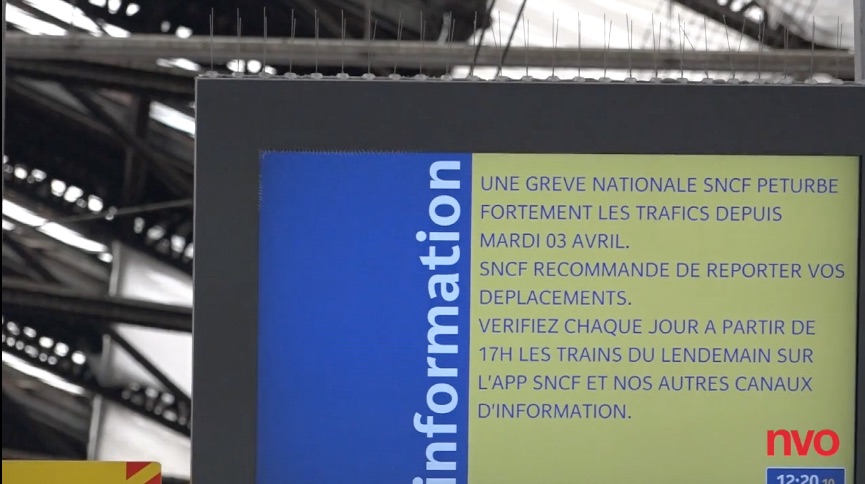 information
UNE GREVE NATIONALE SNCF PETURBE
FORTEMENT LES TRAFICS DEPUIS
MARDI 03 AVRIL.
SNCF RECOMMANDE DE REPORTER VOS
DEPLACEMENTS.
VERIFIEZ CHAQUE JOUR A PARTIR DE
17H LES TRAINS DU LENDEMAIN SUR
L'APP SNCF ET NOS AUTRES CANAUX
D'INFORMATION.
nvo
12:20 10